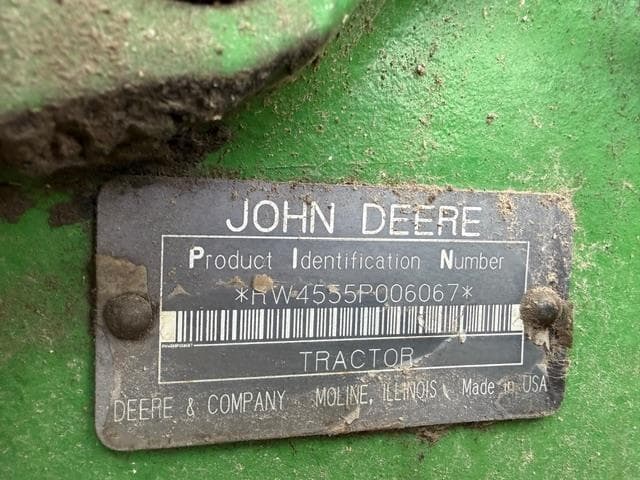 JOHN DEERE
Product Identification Number
*RW4555P006067*
TRACTOR
DEERE & COMPANY MOLINE, ILLINOIS Made in USA